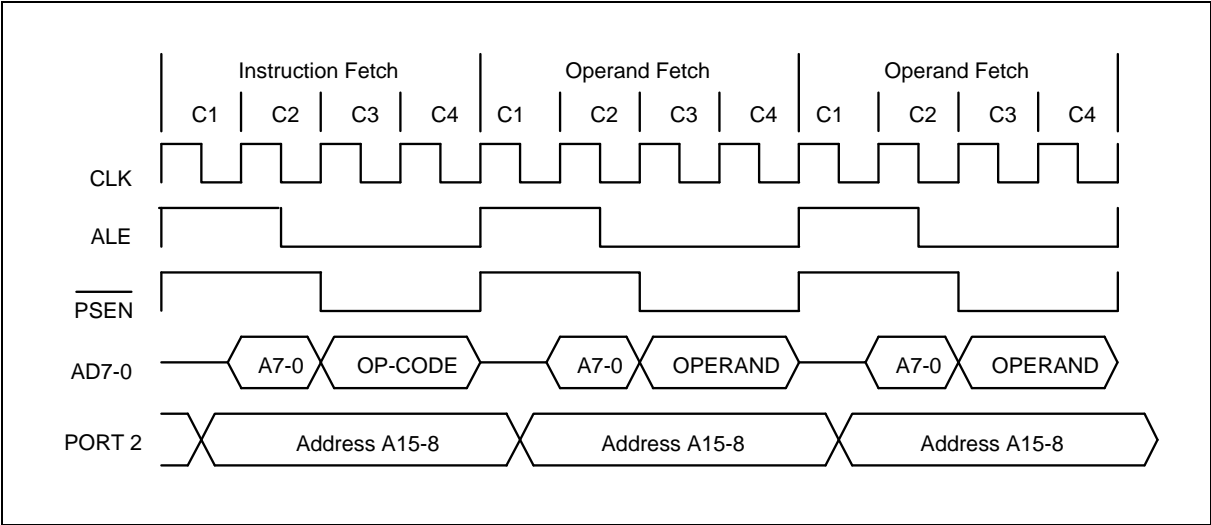 Instruction Fetch Operand Fetch Operand Fetch
C1 C2 C3 C4 C1 C2 C3 C4 C1 C2 C3 C4
CLK
ALE
PSEN
AD7-0 A7-0 OP-CODE A7-0 OPERAND A7-0 OPERAND
PORT 2 Address A15-8 Address A15-8 Address A15-8